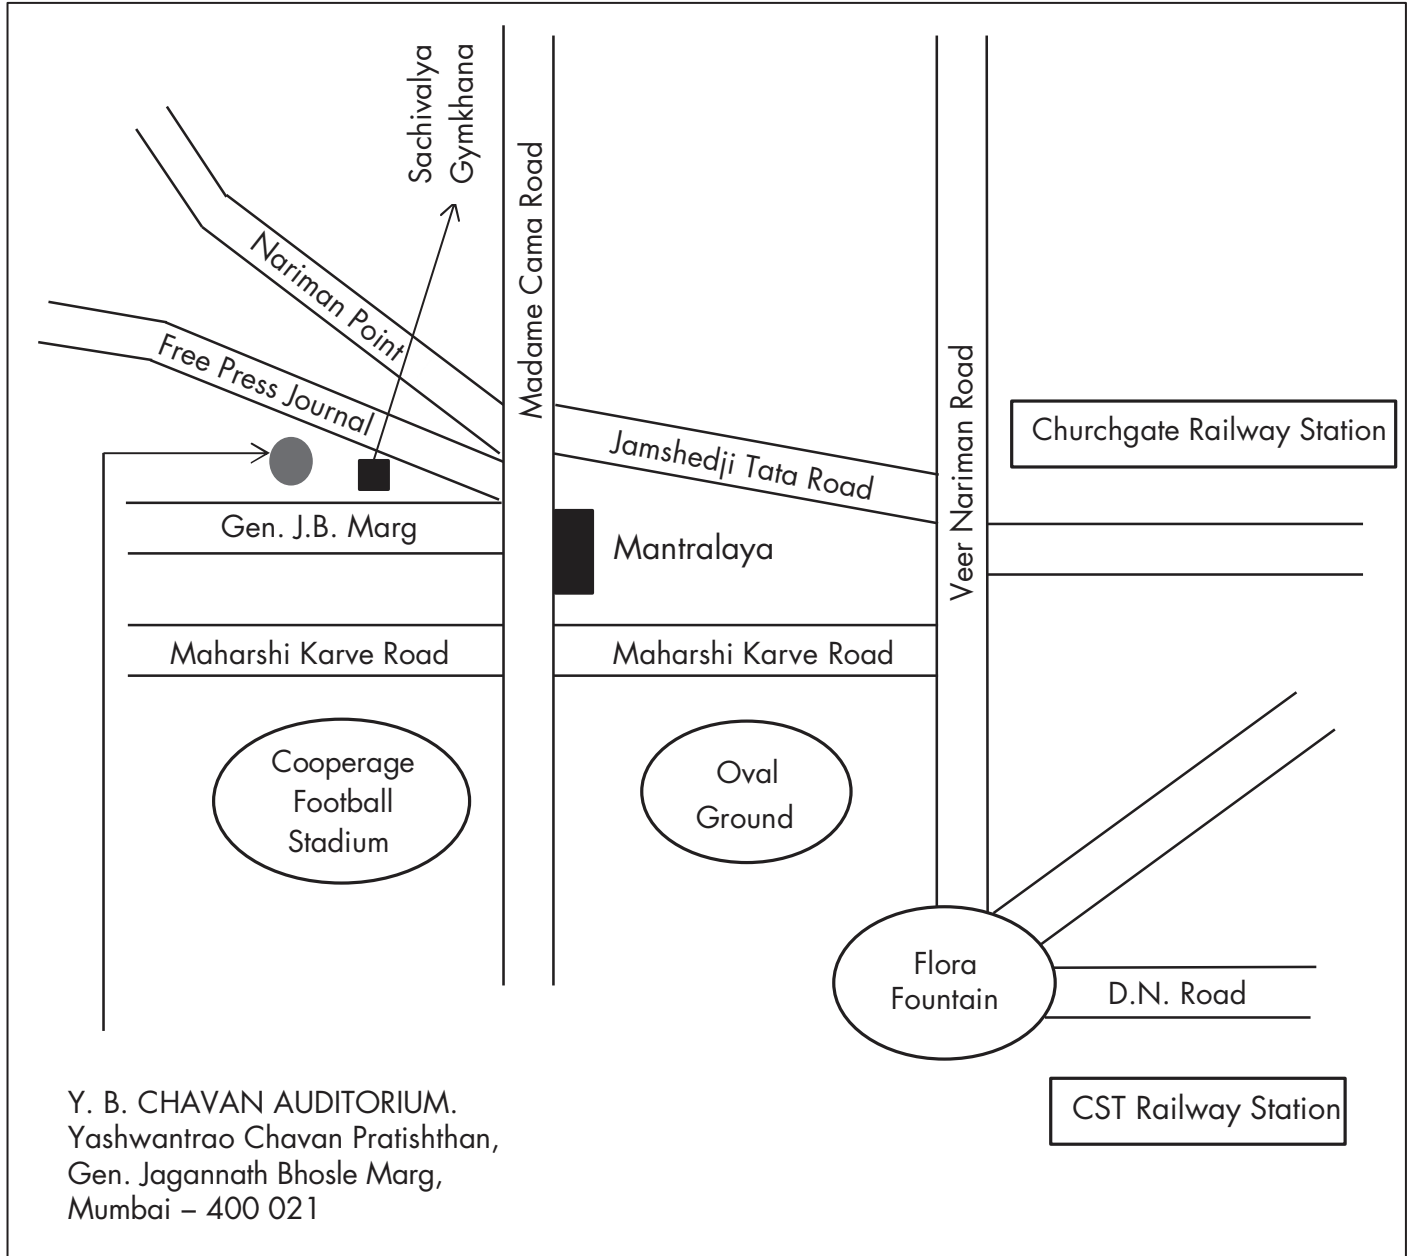 Sachivalya
Gymkhana
Madame Cama Road
Nariman Point
Free Press Journal
Veer Nariman Road
Churchgate Railway Station
Jamshedji Tata Road
Gen. J.B. Marg
Mantralaya
Maharshi Karve Road
Maharshi Karve Road
Cooperage
Football
Stadium
Oval
Ground
Flora
Fountain
D.N. Road
CST Railway Station
Y. B. CHAVAN AUDITORIUM.
Yashwantrao Chavan Pratishthan,
Gen. Jagannath Bhosle Marg,
Mumbai – 400 021